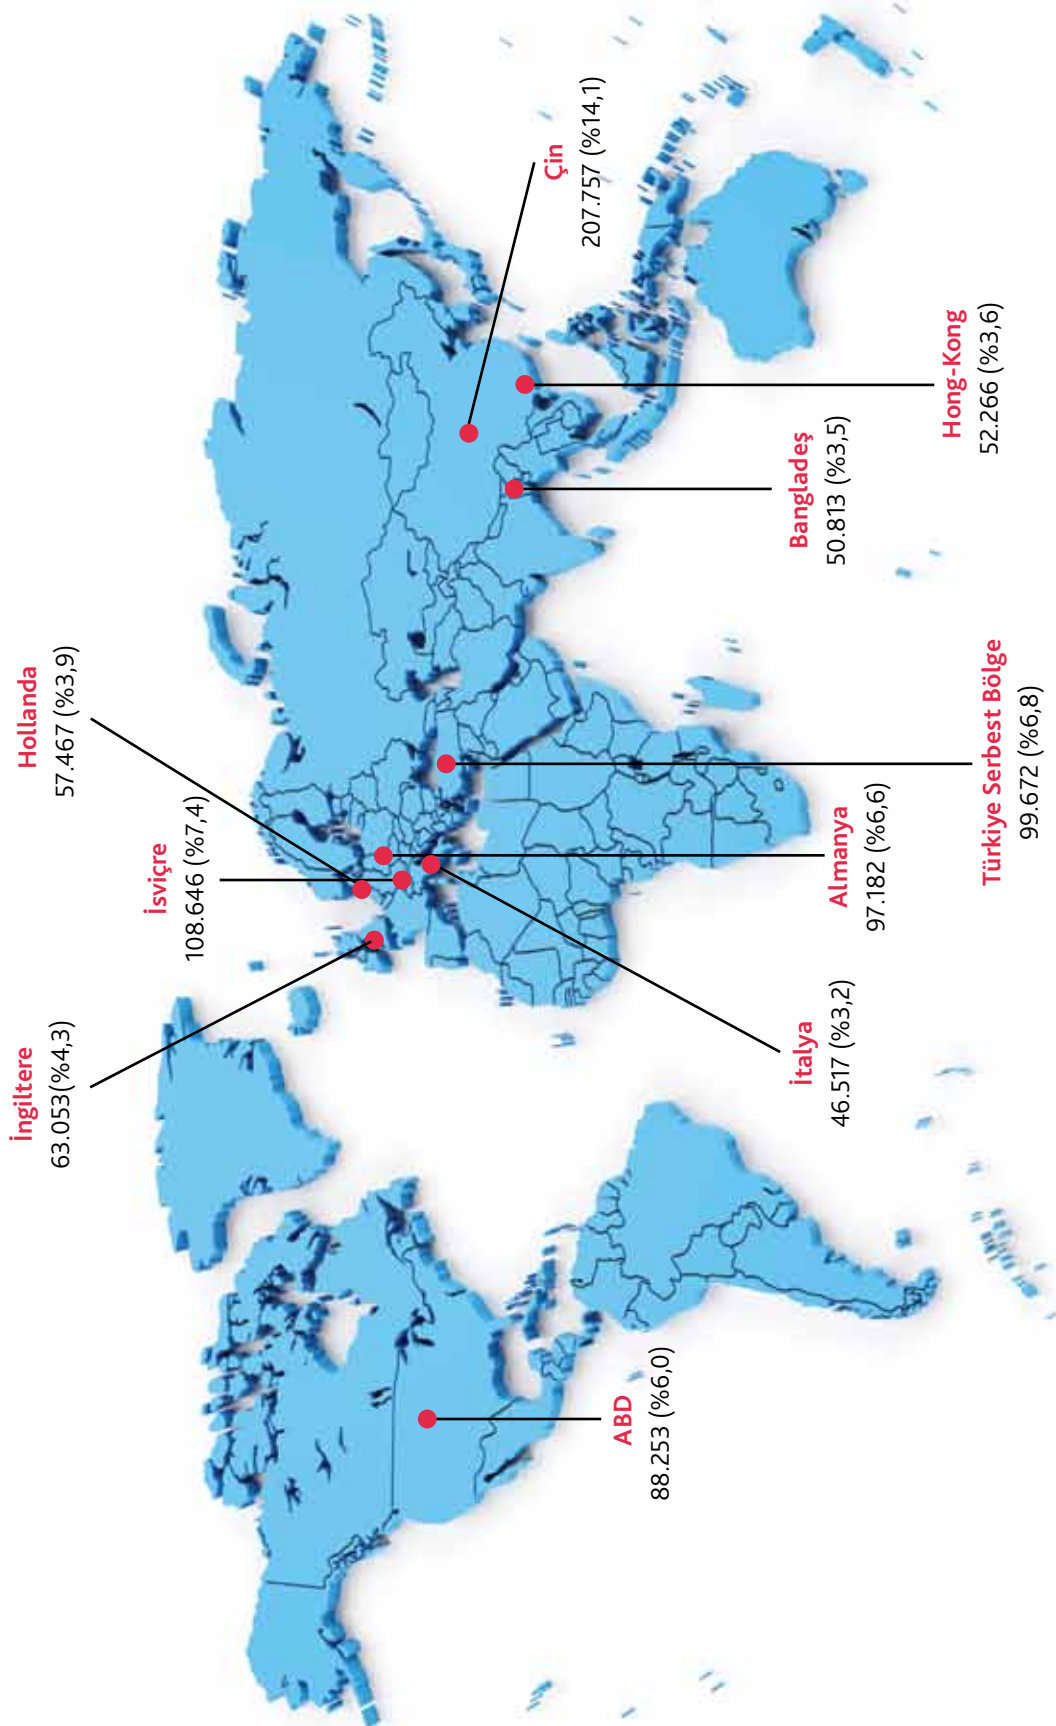 İngiltere
63.053(%4,3)
Hollanda
57.467 (%3,9)
İsviçre
108.646 (%7,4)
Çin
207.757 (%14,1)
ABD
88.253 (%6,0)
İtalya
46.517 (%3,2)
Almanya
97.182 (%6,6)
Bangladeş
50.813 (%3,5)
Hong-Kong
52.266 (%3,6)
Türkiye Serbest Bölge
99.672 (%6,8)